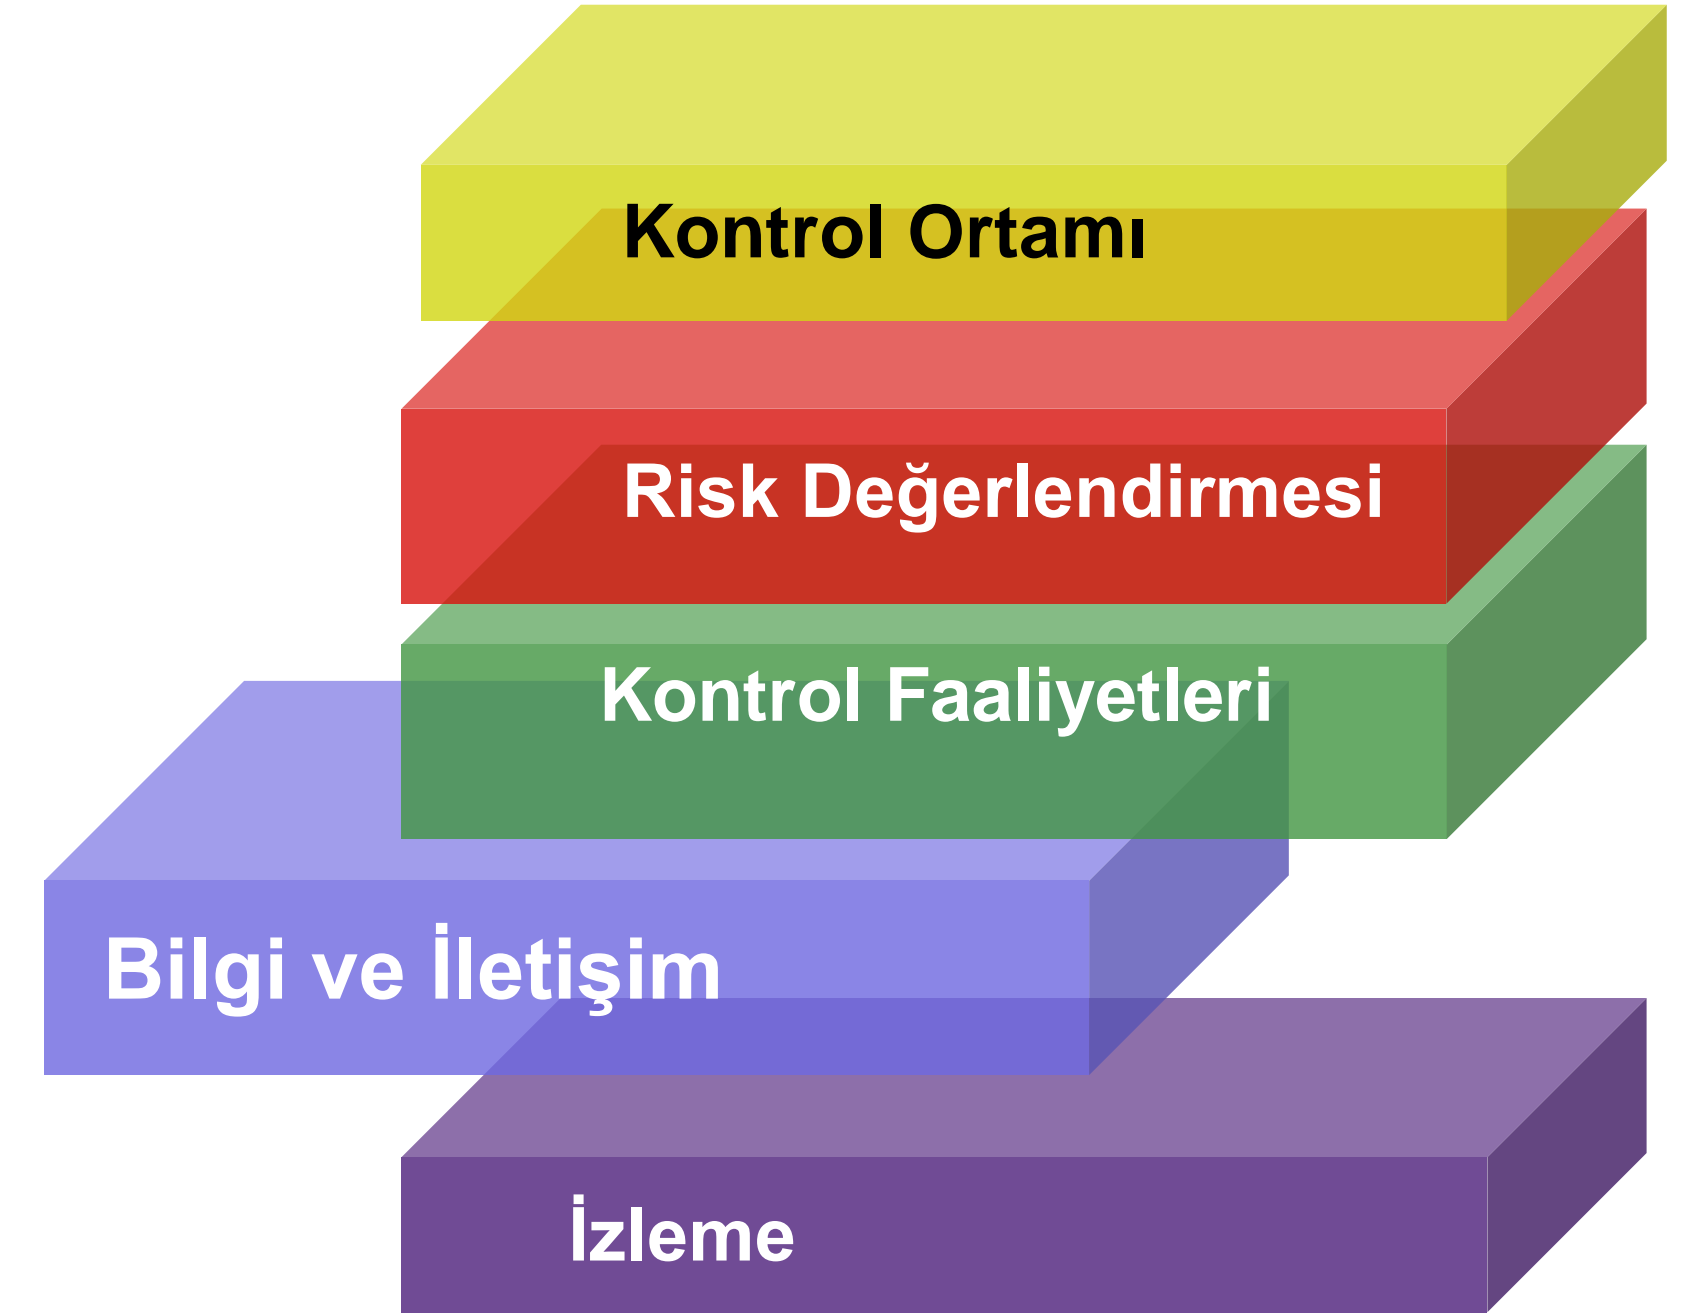 Kontrol Ortamı
Risk Değerlendirmesi
Kontrol Faaliyetleri
Bilgi ve İletişim
İzleme